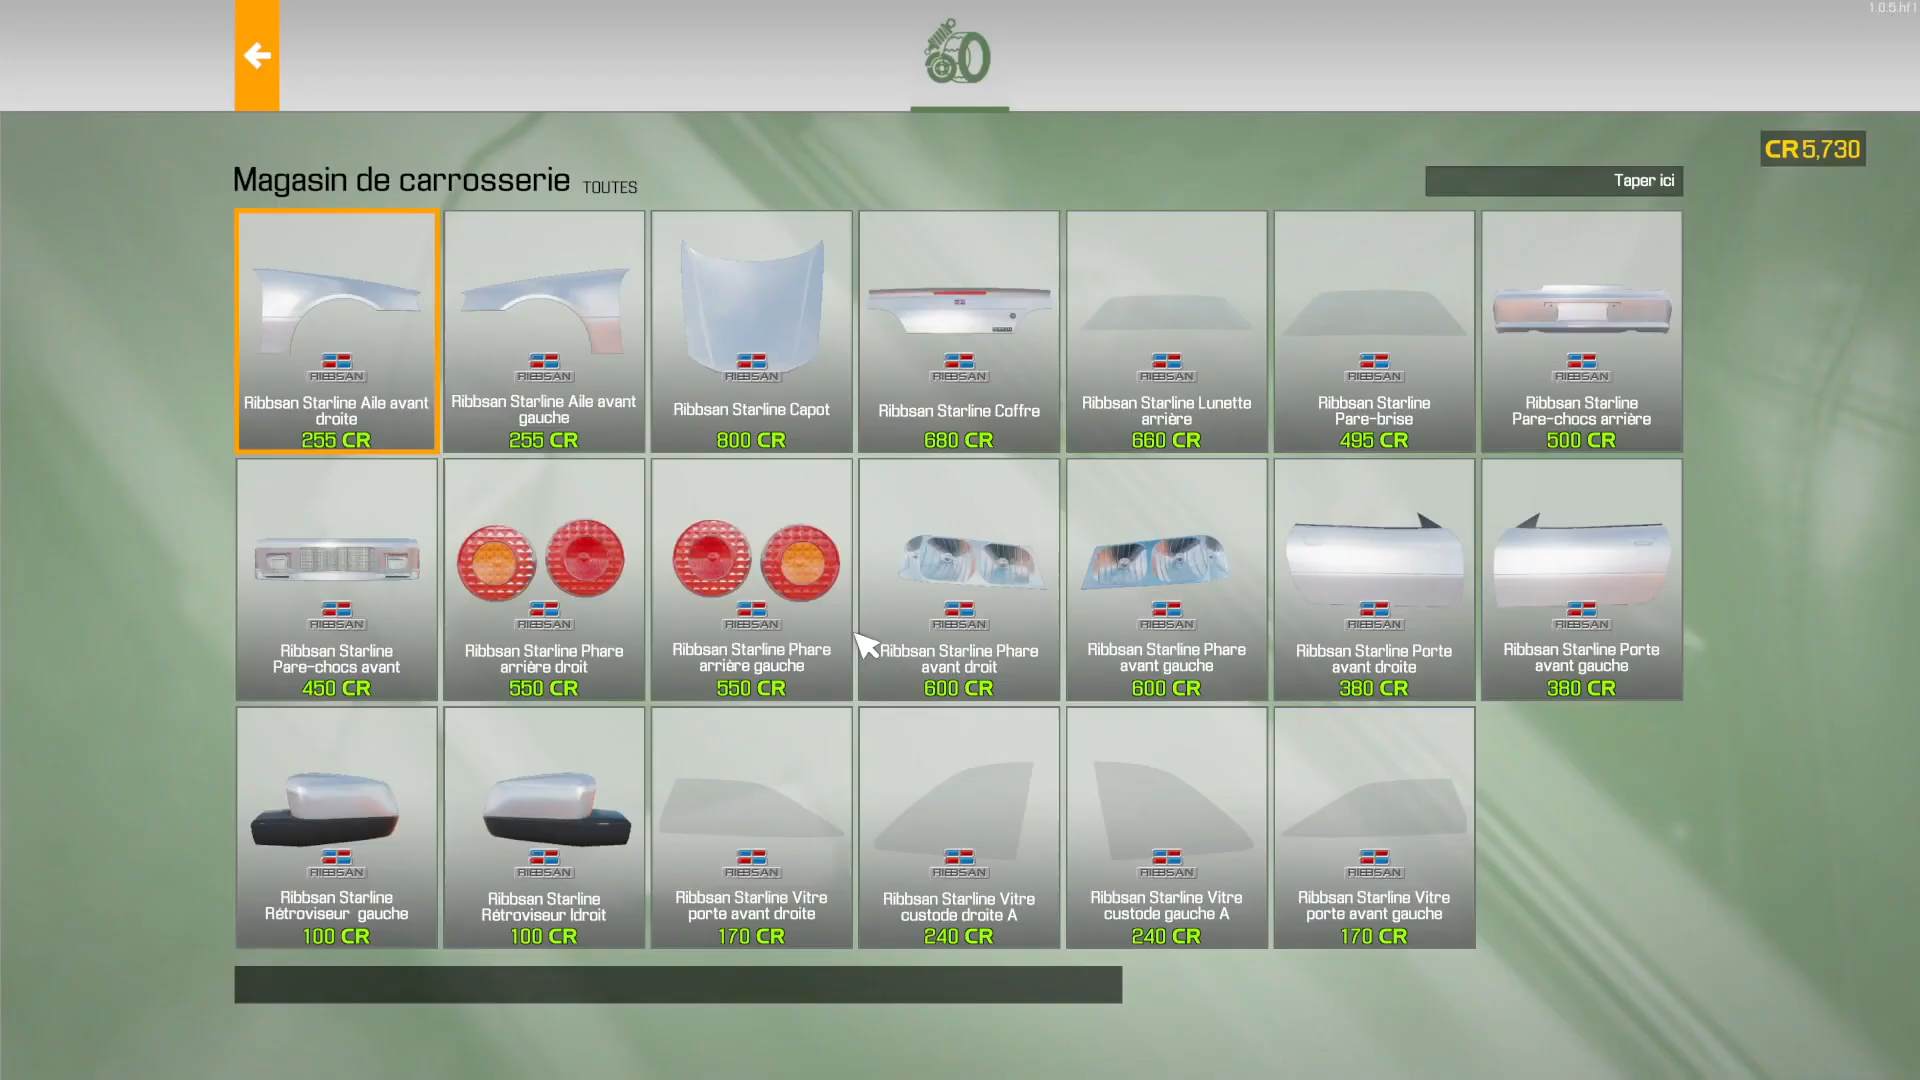 1.0.5.hf1
CR 5,730
Magasin de carrosserie TOUTES
Taper ici
RIBBSAN
Ribbsan Starline Aile avant
droite
255 CR
RIBBSAN
Ribbsan Starline Aile avant
gauche
255 CR
RIBBSAN
Ribbsan Starline Capot
800 CR
RIBBSAN
Ribbsan Starline Coffre
680 CR
RIBBSAN
Ribbsan Starline Lunette
arrière
660 CR
RIBBSAN
Ribbsan Starline
Pare-brise
495 CR
RIBBSAN
Ribbsan Starline
Pare-chocs arrière
500 CR
RIBBSAN
Ribbsan Starline
Pare-chocs avant
450 CR
RIBBSAN
Ribbsan Starline Phare
arrière droit
550 CR
RIBBSAN
Ribbsan Starline Phare
arrière gauche
550 CR
RIBBSAN
Ribbsan Starline Phare
avant droit
600 CR
RIBBSAN
Ribbsan Starline Phare
avant gauche
600 CR
RIBBSAN
Ribbsan Starline Porte
avant droite
380 CR
RIBBSAN
Ribbsan Starline Porte
avant gauche
380 CR
RIBBSAN
Ribbsan Starline
Rétroviseur gauche
100 CR
RIBBSAN
Ribbsan Starline
Rétroviseur ldroit
100 CR
RIBBSAN
Ribbsan Starline Vitre
porte avant droite
170 CR
RIBBSAN
Ribbsan Starline Vitre
custode droite A
240 CR
RIBBSAN
Ribbsan Starline Vitre
custode gauche A
240 CR
RIBBSAN
Ribbsan Starline Vitre
porte avant gauche
170 CR